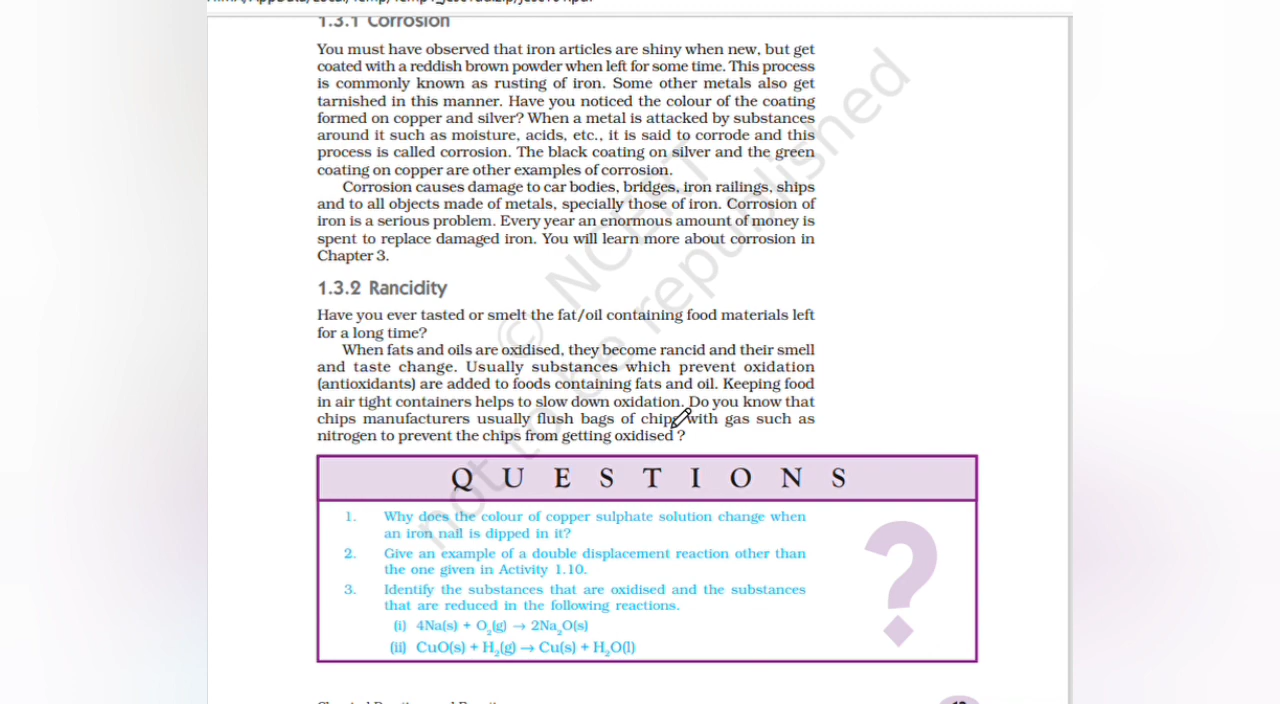 1.3.1 Corrosion
You must have observed that iron articles are shiny when new, but get
coated with a reddish brown powder when left for some time. This process
is commonly known as rusting of iron. Some other metals also get
tarnished in this manner. Have you noticed the colour of the coating
formed on copper and silver? When a metal is attacked by substances
around it such as moisture, acids, etc., it is said to corrode and this
process is called corrosion. The black coating on silver and the green
coating on copper are other examples of corrosion.
Corrosion causes damage to car bodies, bridges, iron railings, ships
and to all objects made of metals, specially those of iron. Corrosion of
iron is a serious problem. Every year an enormous amount of money is
spent to replace damaged iron. You will learn more about corrosion in
Chapter 3.
1.3.2 Rancidity
Have you ever tasted or smelt the fat/oil containing food materials left
for a long time?
When fats and oils are oxidised, they become rancid and their smell
and taste change. Usually substances which prevent oxidation
(antioxidants) are added to foods containing fats and oil. Keeping food
in air tight containers helps to slow down oxidation. Do you know that
chips manufacturers usually flush bags of chips with gas such as
nitrogen to prevent the chips from getting oxidised ?
QUESTIONS
1. Why does the colour of copper sulphate solution change when
an iron nail is dipped in it?
2. Give an example of a double displacement reaction other than
the one given in Activity 1.10.
3. Identify the substances that are oxidised and the substances
that are reduced in the following reactions.
(i) 4Na(s) + O₂(g) → 2Na₂O(s)
(ii) CuO(s) + H₂(g) → Cu(s) + H₂O(l)
?
© NCERT
not to be republished